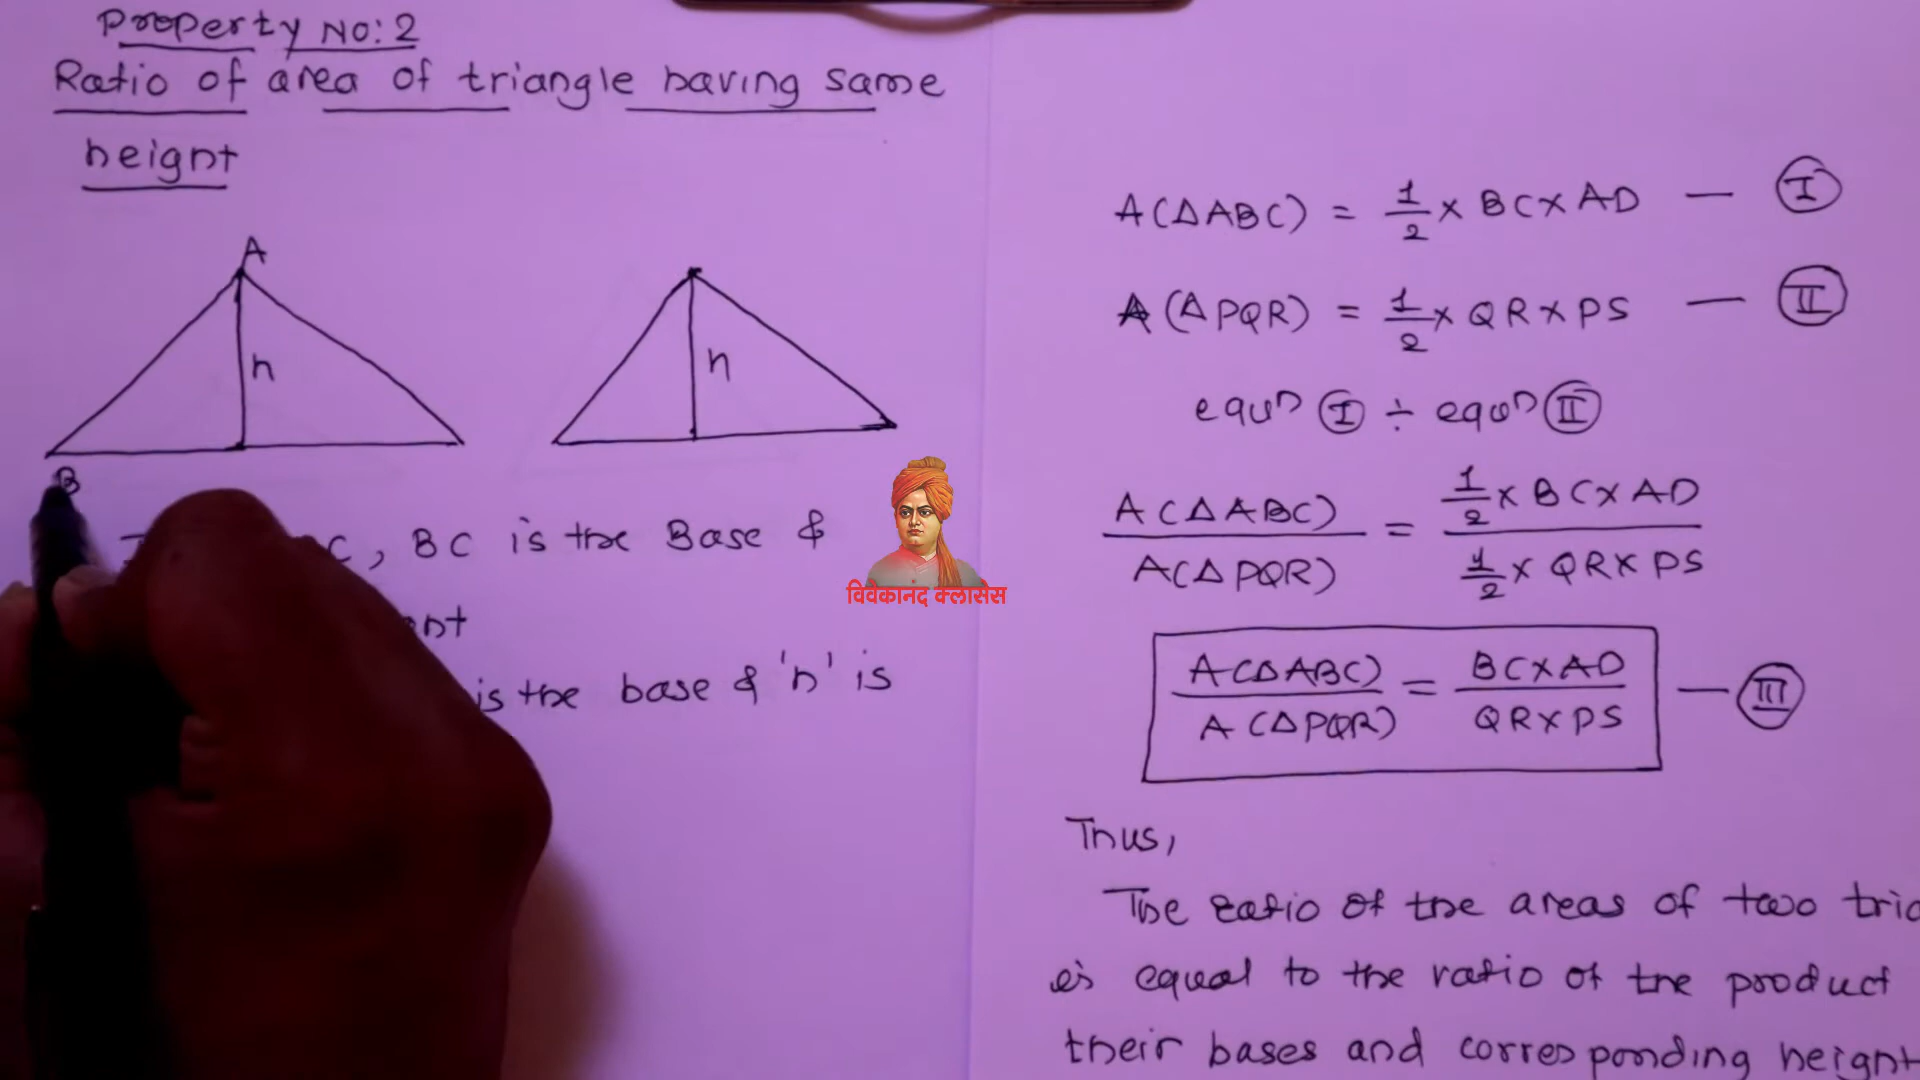 Property NO: 2
Ratio of area of triangle having same
height
A
h
h
B
C, BC is the Base &
ht
is the base & 'h' is
A(ΔABC) = 1/2 × BC × AD — I
A(ΔPQR) = 1/2 × QR × PS — II
equⁿ I ÷ equⁿ II
A(ΔABC) / A(ΔPQR) = 1/2 × BC × AD / 1/2 × QR × PS
A(ΔABC) / A(ΔPQR) = BC × AD / QR × PS — III
Thus,
The ratio of the areas of two
is equal to the ratio of the product
their bases and corresponding height
विवेकानंद क्लासेस